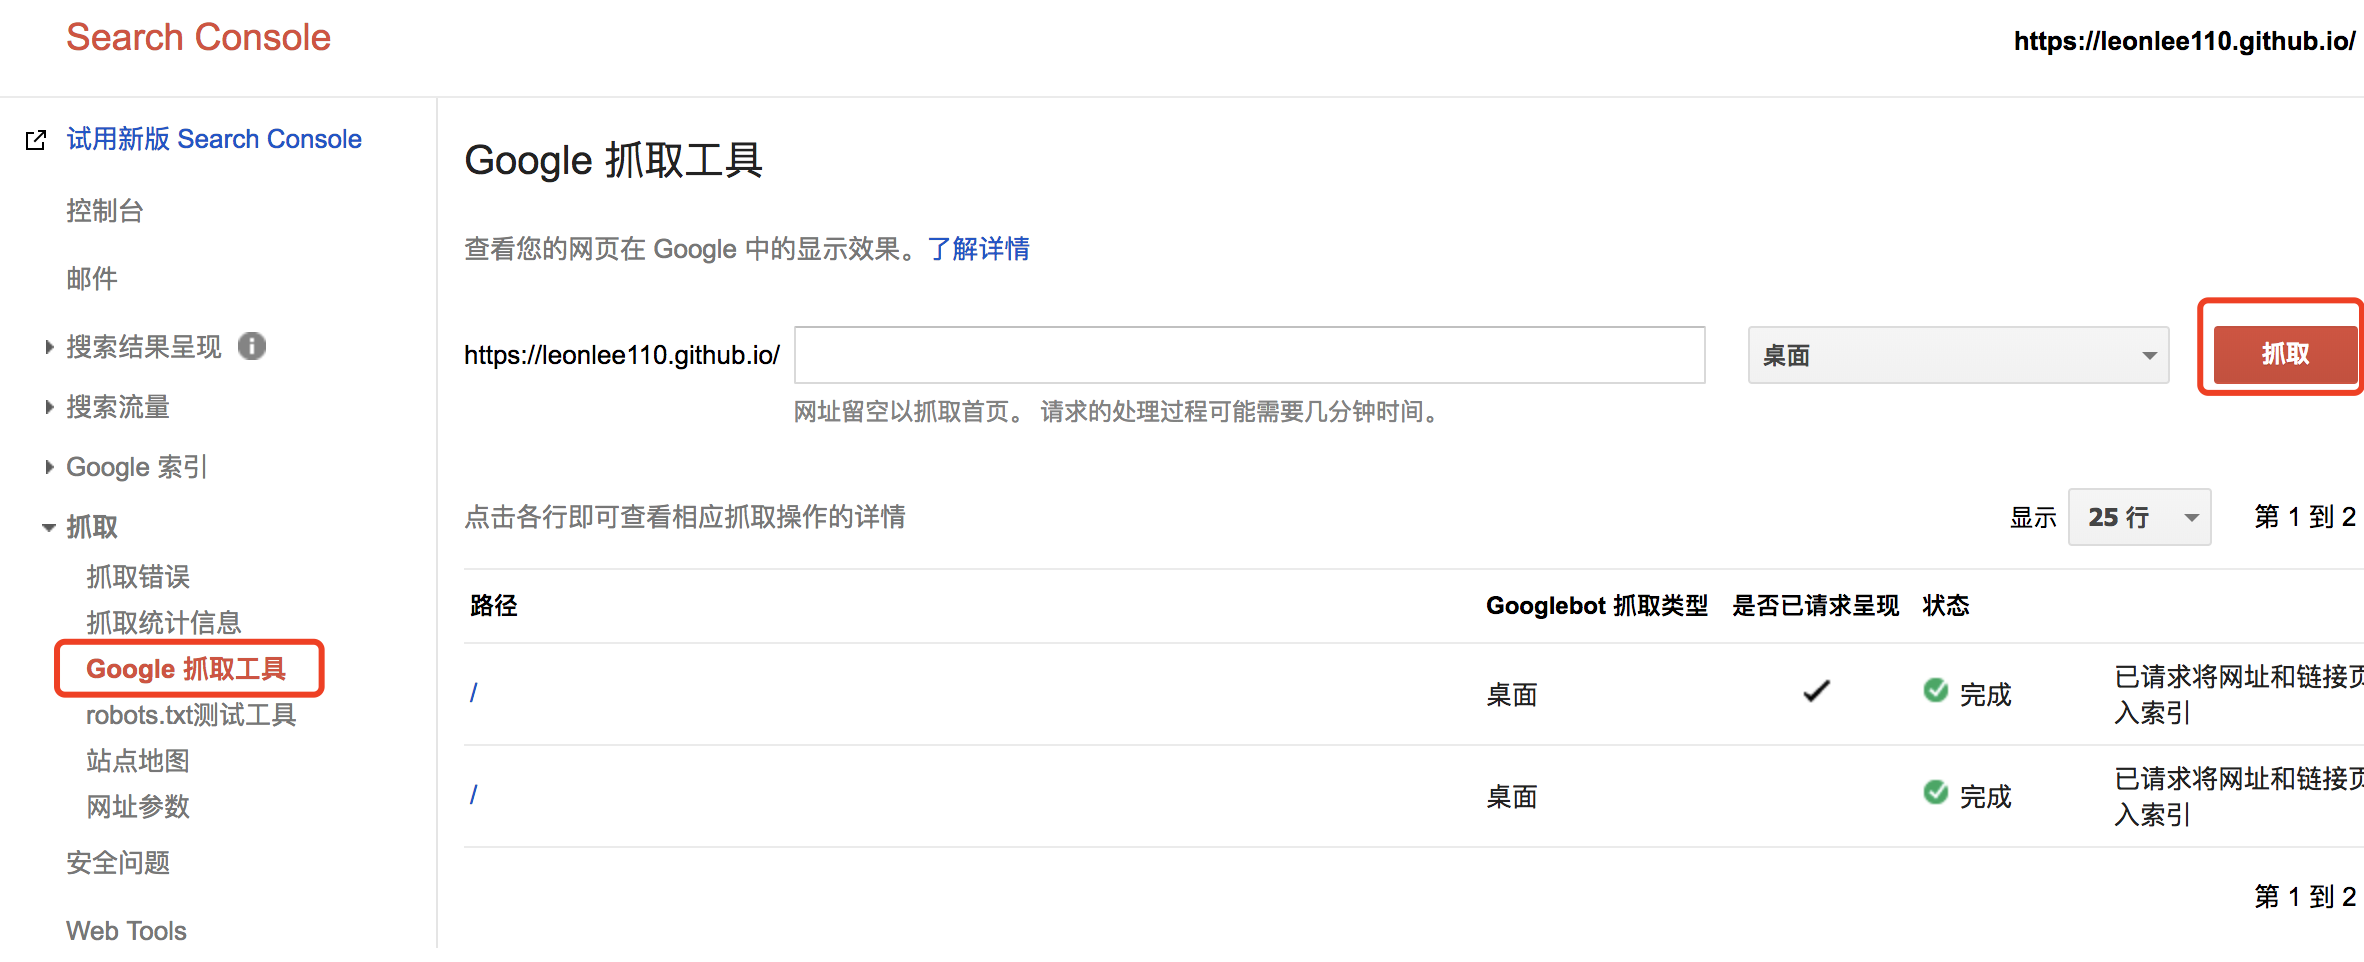 Search Console
https://leonlee110.github.io/
试用新版 Search Console
控制台
邮件
搜索结果呈现
搜索流量
Google 索引
抓取
抓取错误
抓取统计信息
Google 抓取工具
robots.txt测试工具
站点地图
网址参数
安全问题
Web Tools
Google 抓取工具
查看您的网页在 Google 中的显示效果。了解详情
https://leonlee110.github.io/ 桌面 抓取
网址留空以抓取首页。 请求的处理过程可能需要几分钟时间。
点击各行即可查看相应抓取操作的详情 显示 25 行 第 1 到 2
路径 Googlebot 抓取类型 是否已请求呈现 状态
/ 桌面 完成 已请求将网址和链接页
入索引
/ 桌面 完成 已请求将网址和链接页
入索引
第 1 到 2